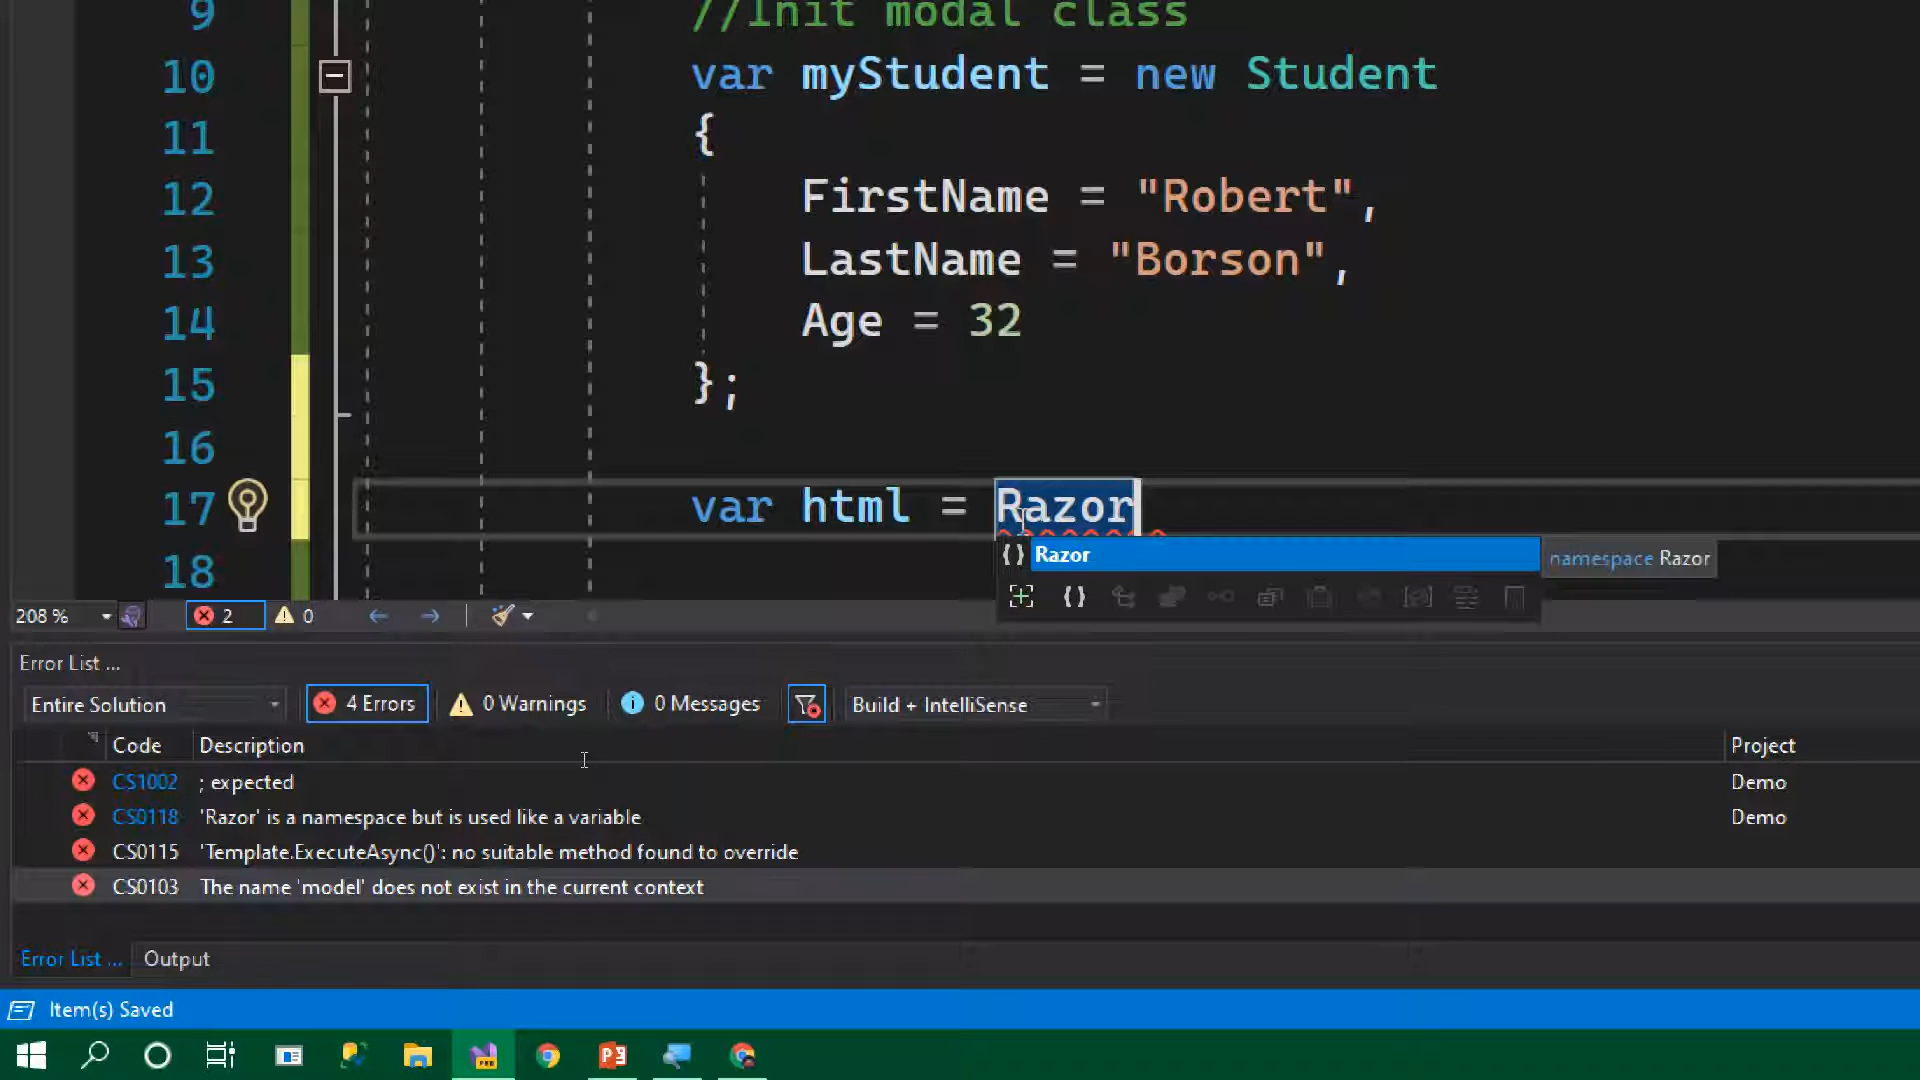 9 //Init modal class
10 var myStudent = new Student
11 {
12 FirstName = "Robert",
13 LastName = "Borson",
14 Age = 32
15 };
16
17 var html = Razor
{} Razor namespace Razor
18
208 % 2 0
Error List ...
Entire Solution 4 Errors 0 Warnings 0 Messages Build + IntelliSense
Code Description Project
CS1002 ; expected Demo
CS0118 'Razor' is a namespace but is used like a variable Demo
CS0115 'Template.ExecuteAsync()': no suitable method found to override
CS0103 The name 'model' does not exist in the current context
Error List ... Output
Item(s) Saved